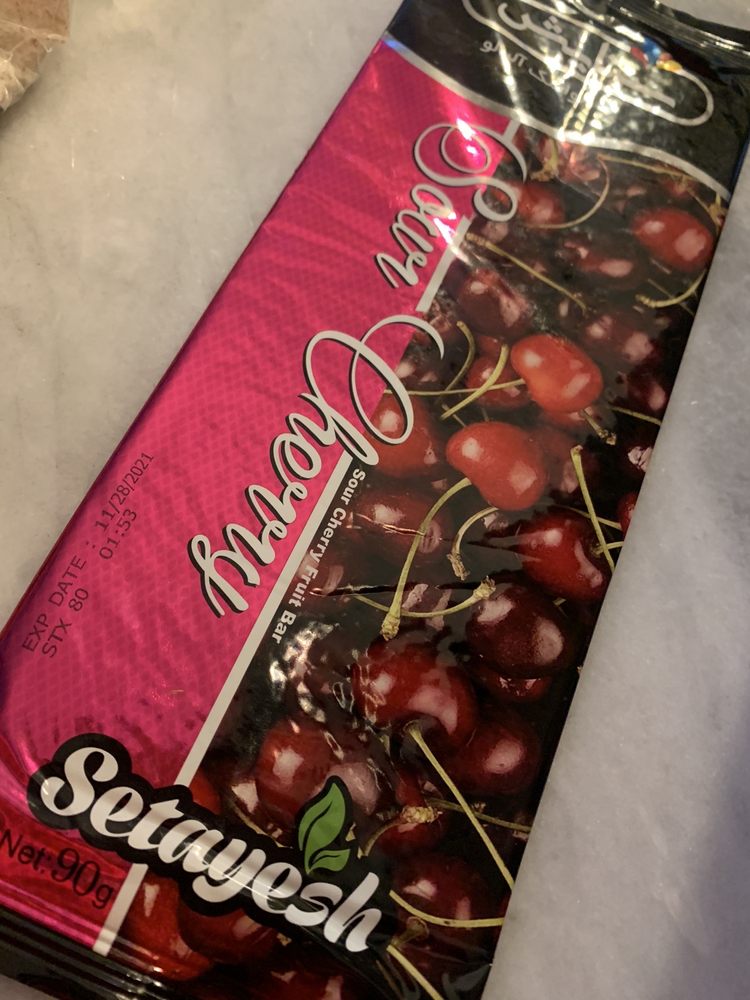 Sour
Cherry
Sour Cherry Fruit Bar
EXP DATE : 11/28/2021
STX 80 01:53
Setayesh
Net: 90g